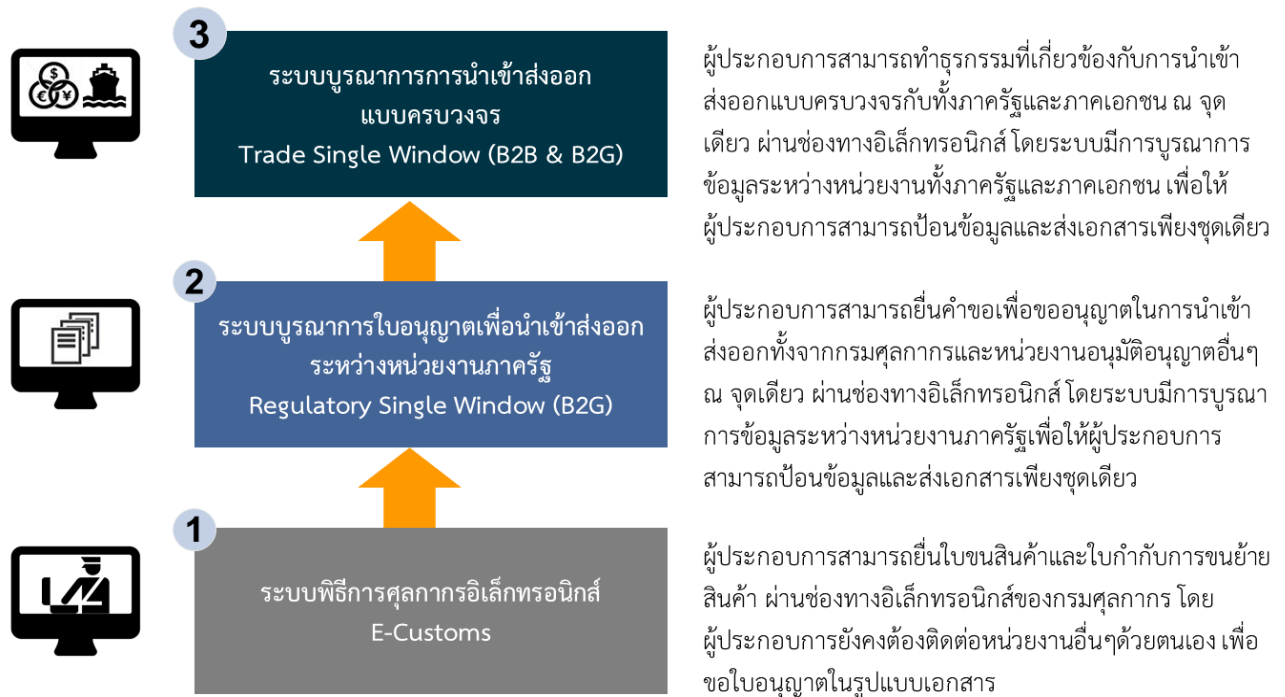 3
ระบบบูรณาการการนำเข้าส่งออก
แบบครบวงจร
Trade Single Window (B2B & B2G)
ผู้ประกอบการสามารถทำธุรกรรมที่เกี่ยวข้องกับการนำเข้า
ส่งออกแบบครบวงจรกับทั้งภาครัฐและภาคเอกชน ณ จุด
เดียว ผ่านช่องทางอิเล็กทรอนิกส์ โดยระบบมีการบูรณาการ
ข้อมูลระหว่างหน่วยงานทั้งภาครัฐและภาคเอกชน เพื่อให้
ผู้ประกอบการสามารถป้อนข้อมูลและส่งเอกสารเพียงชุดเดียว
2
ระบบบูรณาการใบอนุญาตเพื่อนำเข้าส่งออก
ระหว่างหน่วยงานภาครัฐ
Regulatory Single Window (B2G)
ผู้ประกอบการสามารถยื่นคำขอเพื่อขออนุญาตในการนำเข้า
ส่งออกทั้งจากกรมศุลกากรและหน่วยงานอนุมัติอนุญาตอื่นๆ
ณ จุดเดียว ผ่านช่องทางอิเล็กทรอนิกส์ โดยระบบมีการบูรณา
การข้อมูลระหว่างหน่วยงานภาครัฐเพื่อให้ผู้ประกอบการ
สามารถป้อนข้อมูลและส่งเอกสารเพียงชุดเดียว
1
ระบบพิธีการศุลกากรอิเล็กทรอนิกส์
E-Customs
ผู้ประกอบการสามารถยื่นใบขนสินค้าและใบกำกับการขนย้าย
สินค้า ผ่านช่องทางอิเล็กทรอนิกส์ของกรมศุลกากร โดย
ผู้ประกอบการยังคงต้องติดต่อหน่วยงานอื่นๆด้วยตนเอง เพื่อ
ขอใบอนุญาตในรูปแบบเอกสาร